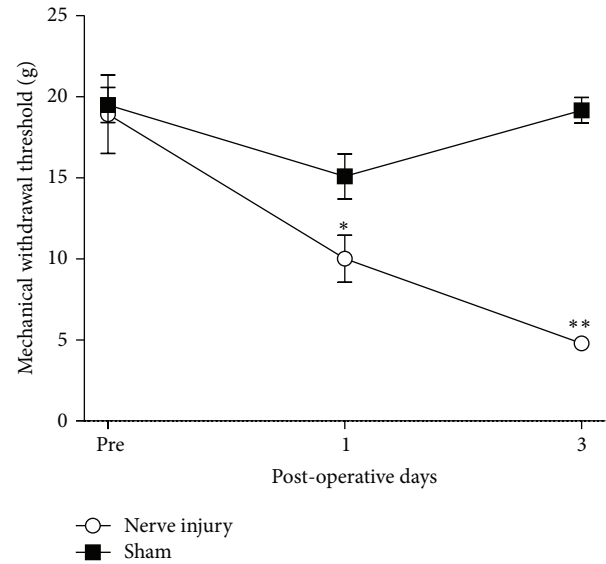 25
20
15
10
5
0
Mechanical withdrawal threshold (g)
*
**
Pre 1 3
Post-operative days
Nerve injury
Sham